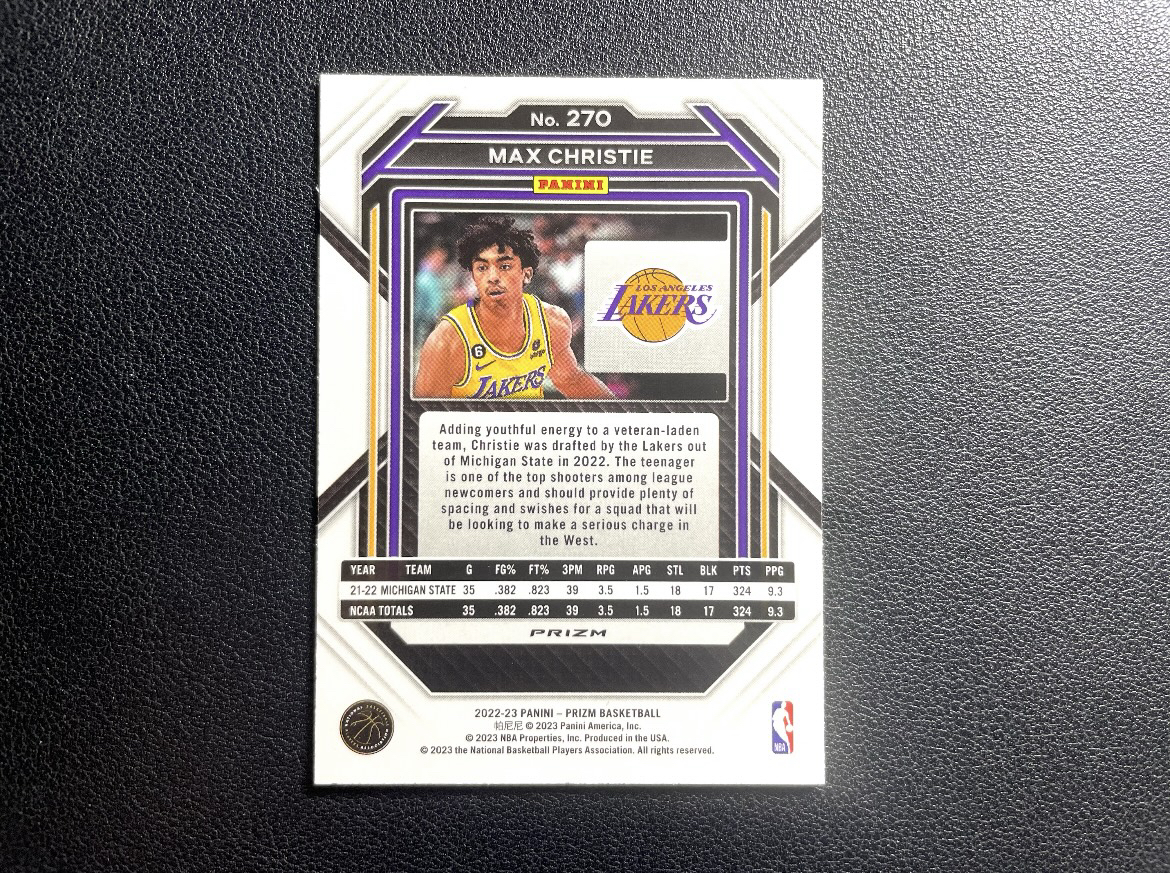 No. 270
MAX CHRISTIE
PANINI
LOS ANGELES
LAKERS
6
LAKERS
Adding youthful energy to a veteran-laden
team, Christie was drafted by the Lakers out
of Michigan State in 2022. The teenager
is one of the top shooters among league
newcomers and should provide plenty of
spacing and swishes for a squad that will
be looking to make a serious charge in
the West.
YEAR TEAM G FG% FT% 3PM RPG APG STL BLK PTS PPG
21-22 MICHIGAN STATE 35 .382 .823 39 3.5 1.5 18 17 324 9.3
NCAA TOTALS 35 .382 .823 39 3.5 1.5 18 17 324 9.3
PRIZM
2022-23 PANINI – PRIZM BASKETBALL
帕尼尼 © 2023 Panini America, Inc.
© 2023 NBA Properties, Inc. Produced in the USA.
© 2023 the National Basketball Players Association. All rights reserved.
NBA